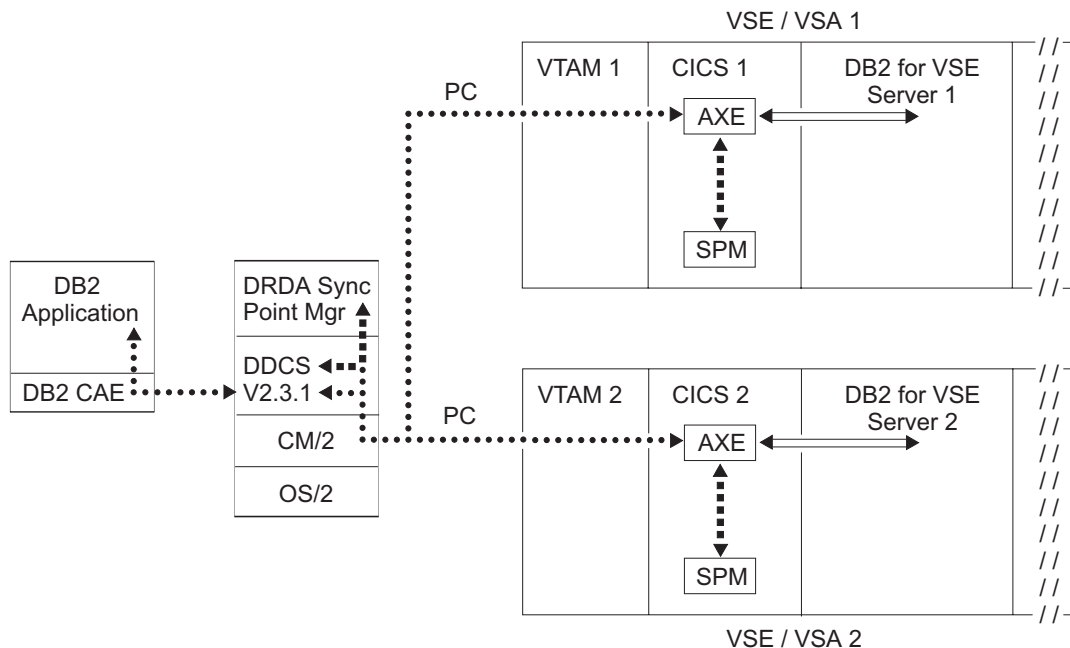 VSE / VSA 1
VTAM 1
CICS 1
DB2 for VSE
Server 1
PC
AXE
SPM
DB2
Application
DB2 CAE
DRDA Sync
Point Mgr
DDCS
V2.3.1
CM/2
OS/2
PC
VTAM 2
CICS 2
DB2 for VSE
Server 2
AXE
SPM
VSE / VSA 2